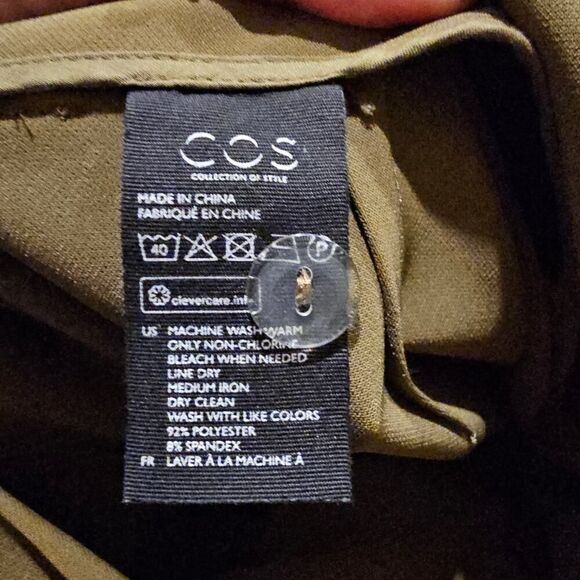 COS
COLLECTION OF STYLE
MADE IN CHINA
FABRIQUÉ EN CHINE
40 P
clevercare.inf
US MACHINE WASH WARM
ONLY NON-CHLORINE
BLEACH WHEN NEEDED
LINE DRY
MEDIUM IRON
DRY CLEAN
WASH WITH LIKE COLORS
92% POLYESTER
8% SPANDEX
FR LAVER À LA MACHINE À